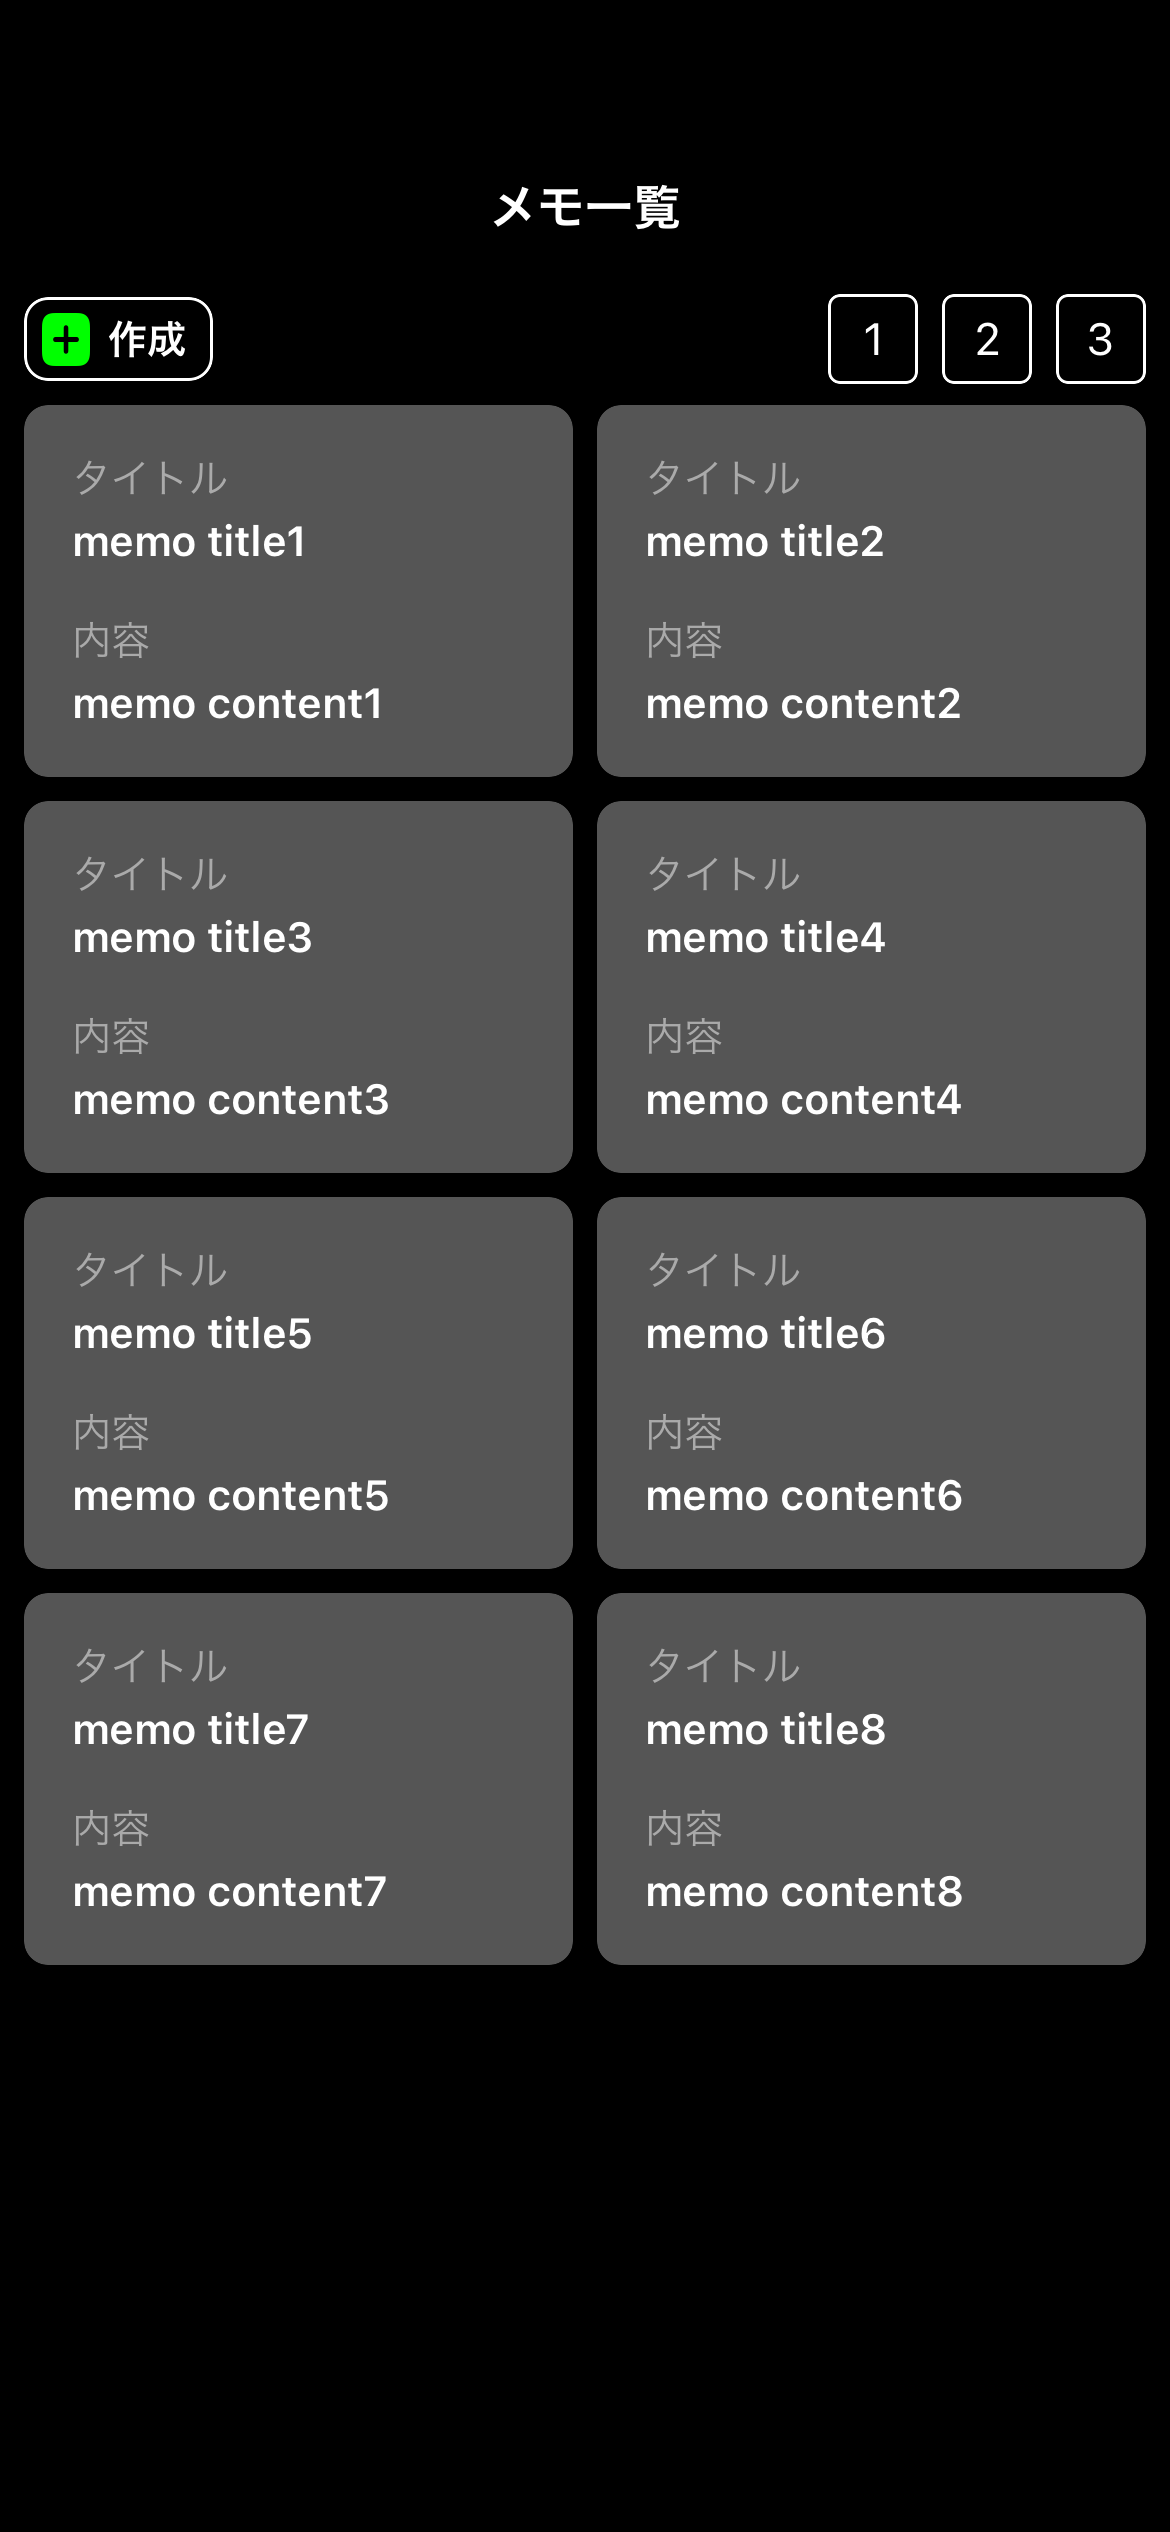 メモ一覧
作成
1 2 3
タイトル
memo title1
内容
memo content1
タイトル
memo title2
内容
memo content2
タイトル
memo title3
内容
memo content3
タイトル
memo title4
内容
memo content4
タイトル
memo title5
内容
memo content5
タイトル
memo title6
内容
memo content6
タイトル
memo title7
内容
memo content7
タイトル
memo title8
内容
memo content8